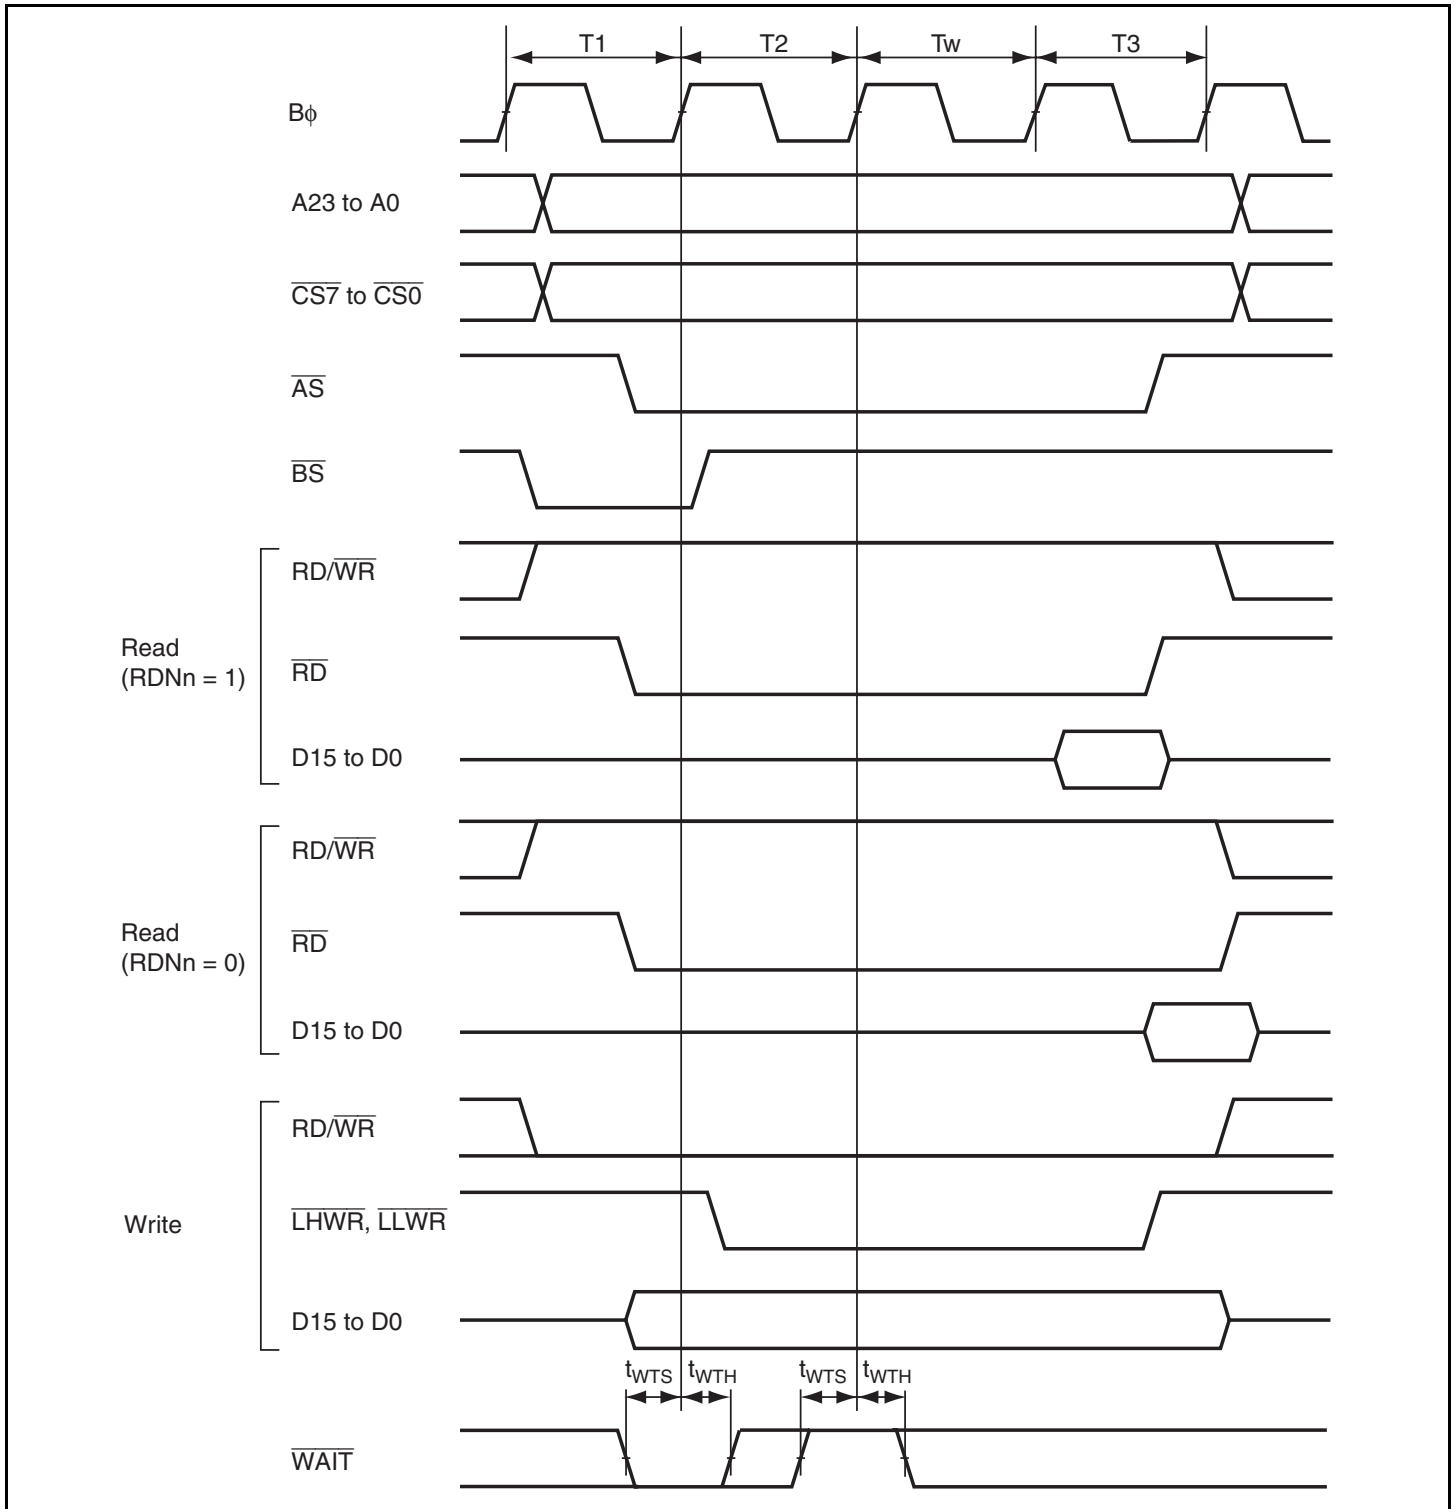 T1 T2 Tw T3
Bϕ
A23 to A0
CS7 to CS0
AS
BS
Read
(RDNn = 1)
RD/WR
RD
D15 to D0
Read
(RDNn = 0)
RD/WR
RD
D15 to D0
Write
RD/WR
LHWR, LLWR
D15 to D0
tWTS tWTH tWTS tWTH
WAIT